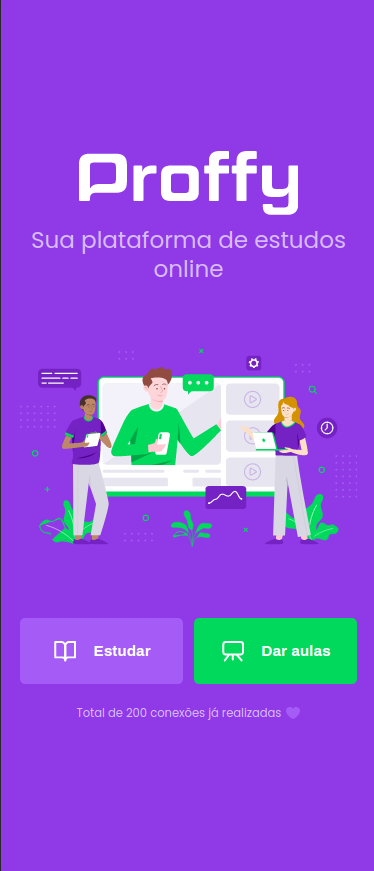 Proffy
Sua plataforma de estudos
online
Estudar
Dar aulas
Total de 200 conexões já realizadas